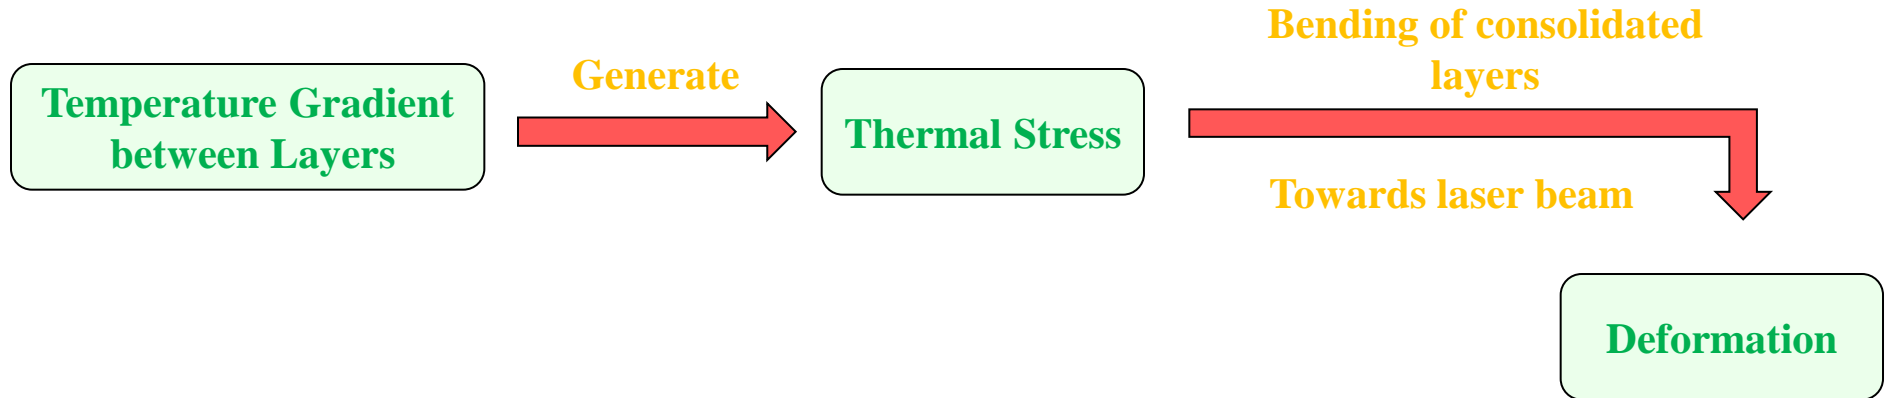 Temperature Gradient
between Layers
Generate
Thermal Stress
Bending of consolidated
layers
Towards laser beam
Deformation